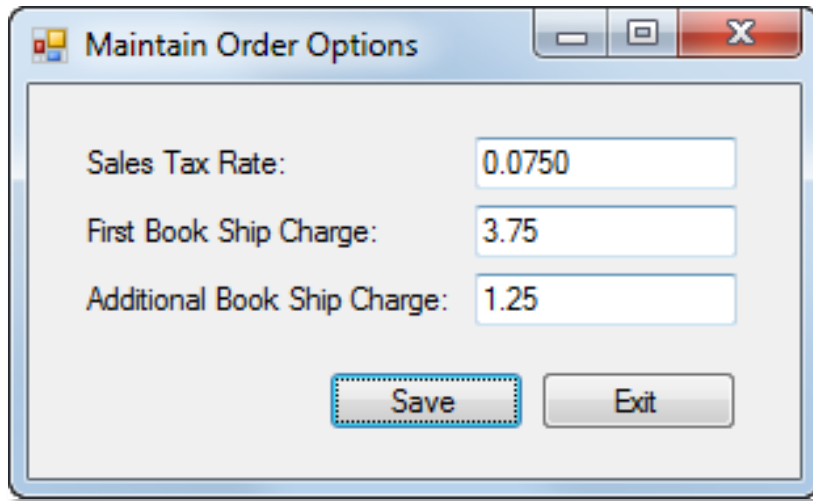 Maintain Order Options
Sales Tax Rate: 0.0750
First Book Ship Charge: 3.75
Additional Book Ship Charge: 1.25
Save Exit